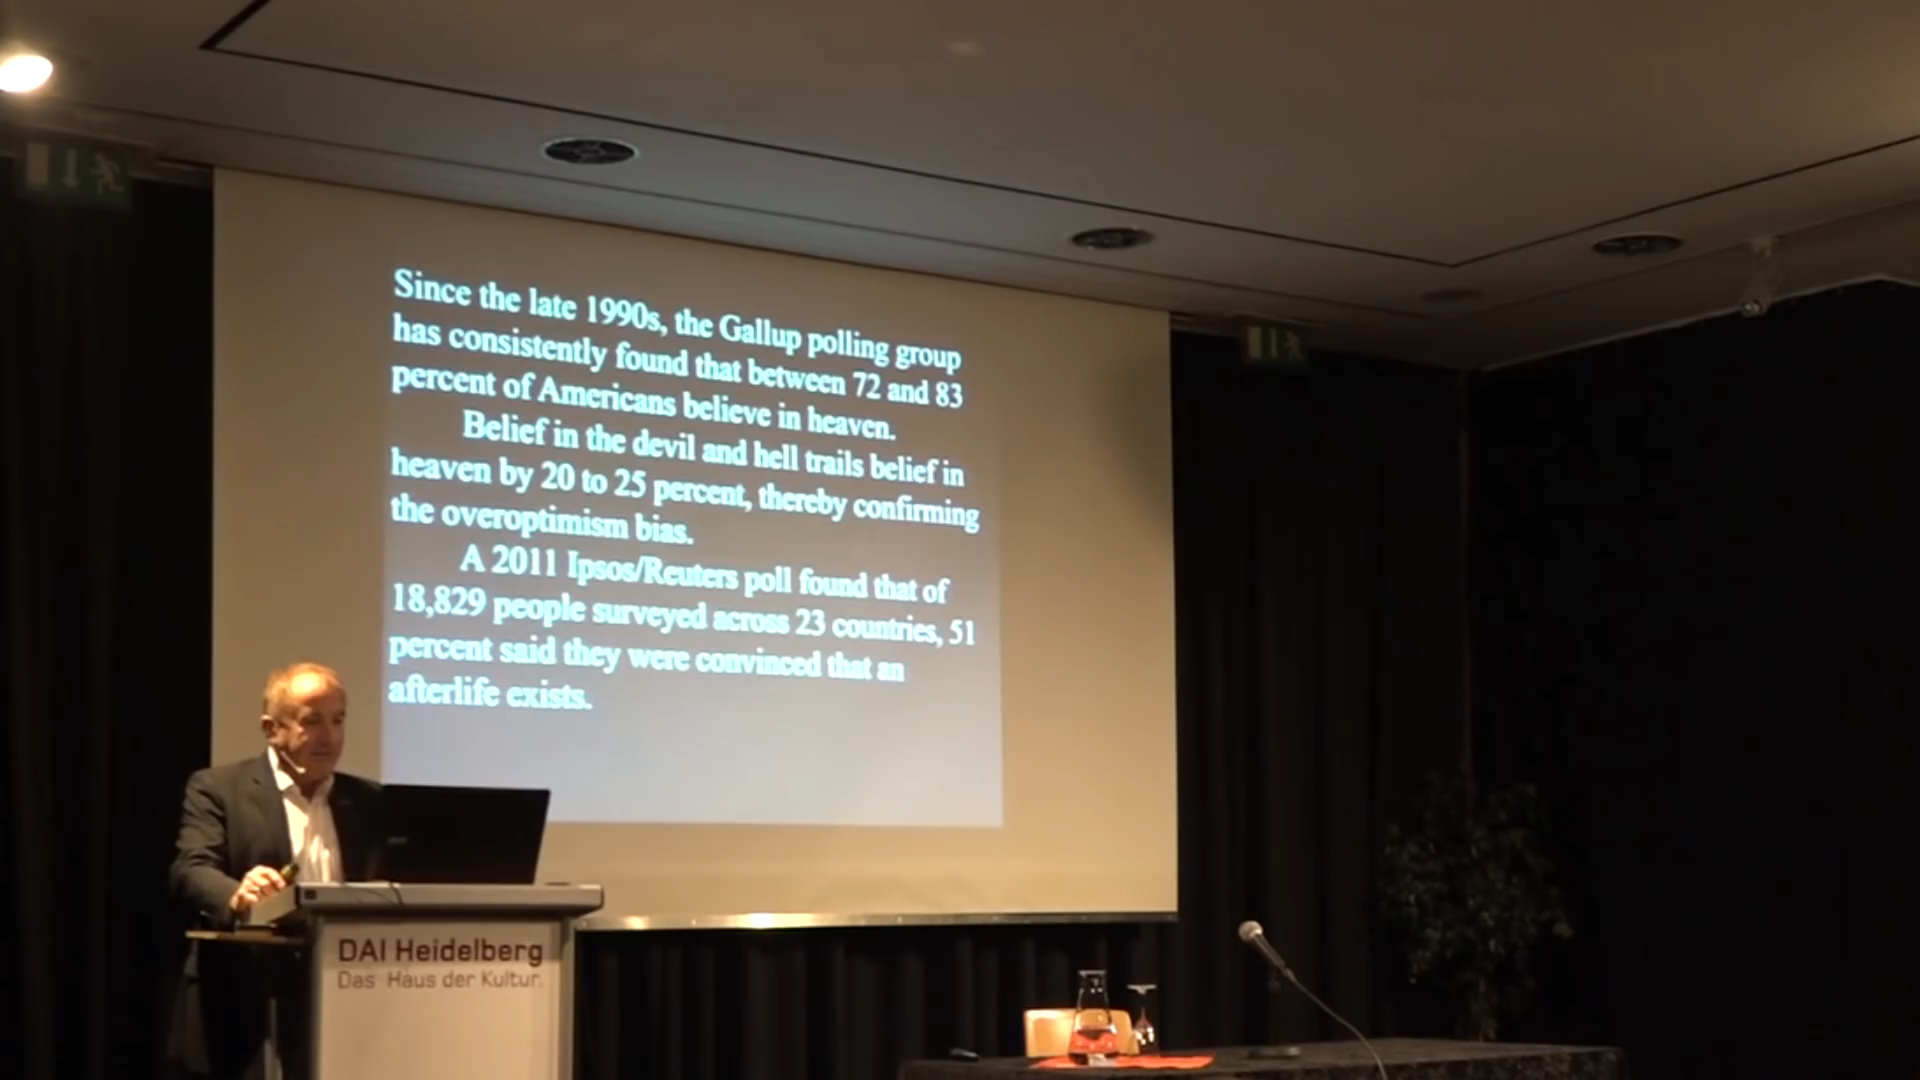 Since the late 1990s, the Gallup polling group
has consistently found that between 72 and 83
percent of Americans believe in heaven.
Belief in the devil and hell trails belief in
heaven by 20 to 25 percent, thereby confirming
the overoptimism bias.
A 2011 Ipsos/Reuters poll found that of
18,829 people surveyed across 23 countries, 51
percent said they were convinced that an
afterlife exists.
DAI Heidelberg
Das Haus der Kultur.